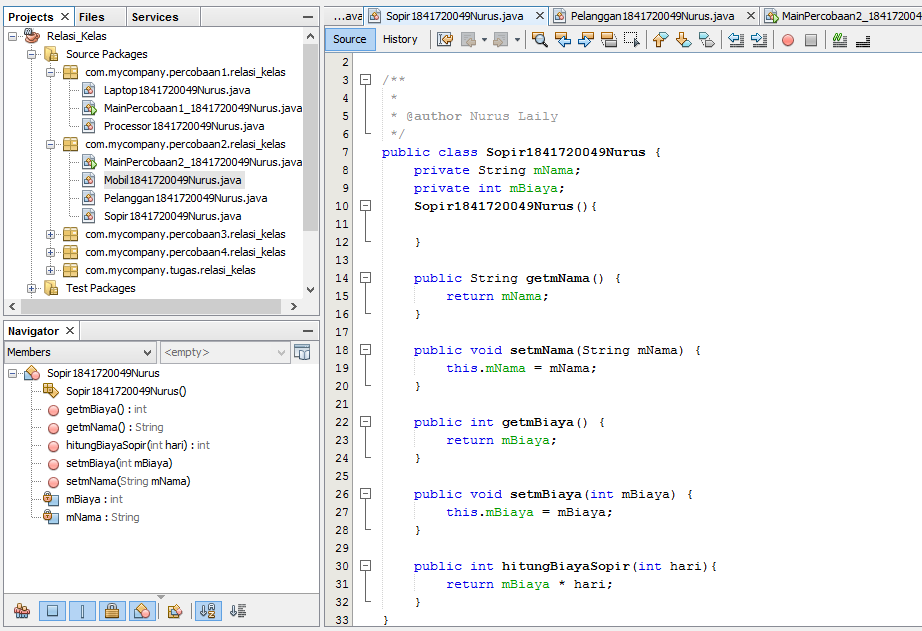 Projects × Files Services
Relasi_Kelas
Source Packages
com.mycompany.percobaan1.relasi_kelas
Laptop1841720049Nurus.java
MainPercobaan1_1841720049Nurus.java
Processor1841720049Nurus.java
com.mycompany.percobaan2.relasi_kelas
MainPercobaan2_1841720049Nurus.java
Mobil1841720049Nurus.java
Pelanggan1841720049Nurus.java
Sopir1841720049Nurus.java
com.mycompany.percobaan3.relasi_kelas
com.mycompany.percobaan4.relasi_kelas
com.mycompany.tugas.relasi_kelas
Test Packages
Navigator ×
Members <empty>
Sopir1841720049Nurus
Sopir1841720049Nurus()
getmBiaya() : int
getmNama() : String
hitungBiayaSopir(int hari) : int
setmBiaya(int mBiaya)
setmNama(String mNama)
mBiaya : int
mNama : String
...ava Sopir1841720049Nurus.java × Pelanggan1841720049Nurus.java × MainPercobaan2_184172004
Source History
2
3 /**
4 *
5 * @author Nurus Laily
6 */
7 public class Sopir1841720049Nurus {
8 private String mNama;
9 private int mBiaya;
10 Sopir1841720049Nurus(){
11
12 }
13
14 public String getmNama() {
15 return mNama;
16 }
17
18 public void setmNama(String mNama) {
19 this.mNama = mNama;
20 }
21
22 public int getmBiaya() {
23 return mBiaya;
24 }
25
26 public void setmBiaya(int mBiaya) {
27 this.mBiaya = mBiaya;
28 }
29
30 public int hitungBiayaSopir(int hari){
31 return mBiaya * hari;
32 }
33 }